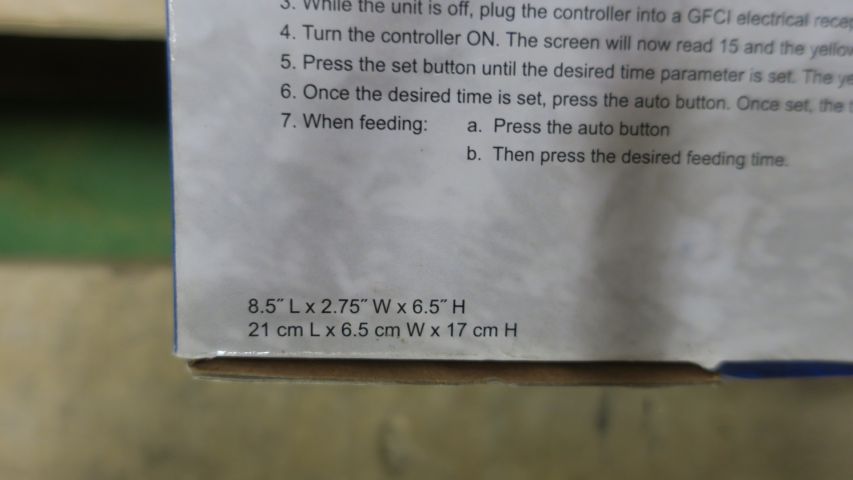 3. While the unit is off, plug the controller into a GFCI electrical
4. Turn the controller ON. The screen will now read 15 and the
5. Press the set button until the desired time parameter is set. The
6. Once the desired time is set, press the auto button. Once set, the
7. When feeding: a. Press the auto button
b. Then press the desired feeding time.
8.5″ L x 2.75″ W x 6.5″ H
21 cm L x 6.5 cm W x 17 cm H